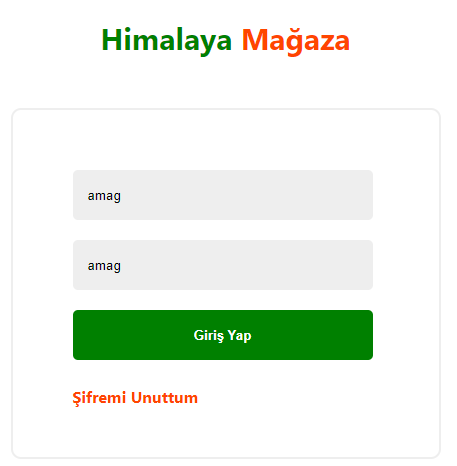 Himalaya Mağaza
amag
amag
Giriş Yap
Şifremi Unuttum